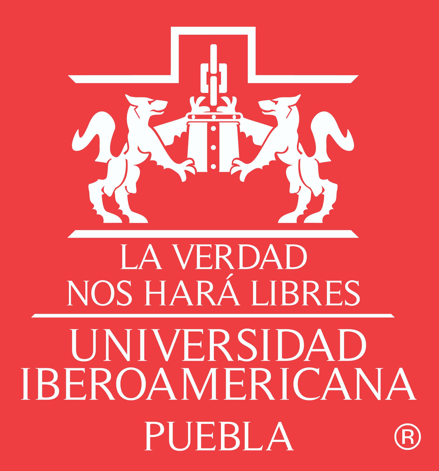 LA VERDAD
NOS HARÁ LIBRES
UNIVERSIDAD
IBEROAMERICANA
PUEBLA ®